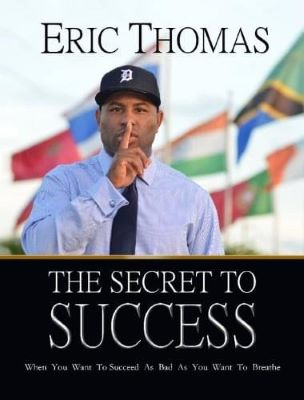 ERIC THOMAS
D
THE SECRET TO
SUCCESS
When You Want To Succeed As Bad As You Want To Breathe